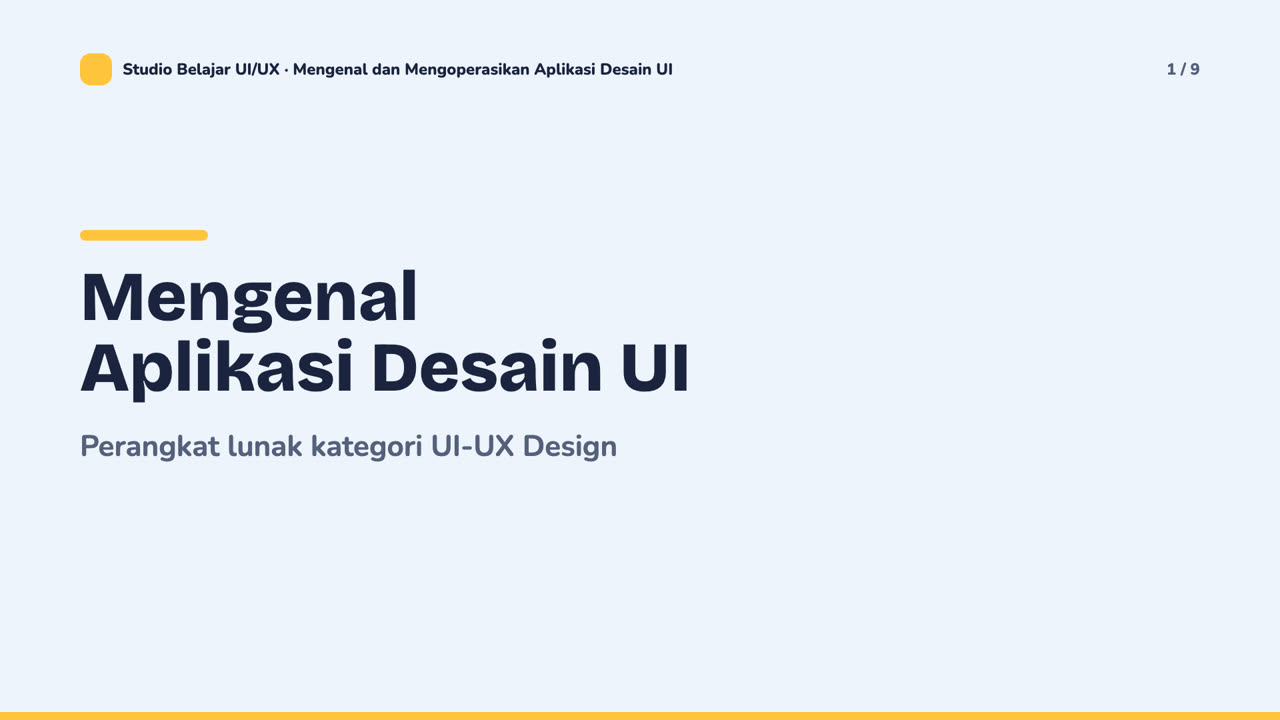 Studio Belajar UI/UX · Mengenal dan Mengoperasikan Aplikasi Desain UI
1 / 9
Mengenal
Aplikasi Desain UI
Perangkat lunak kategori UI-UX Design